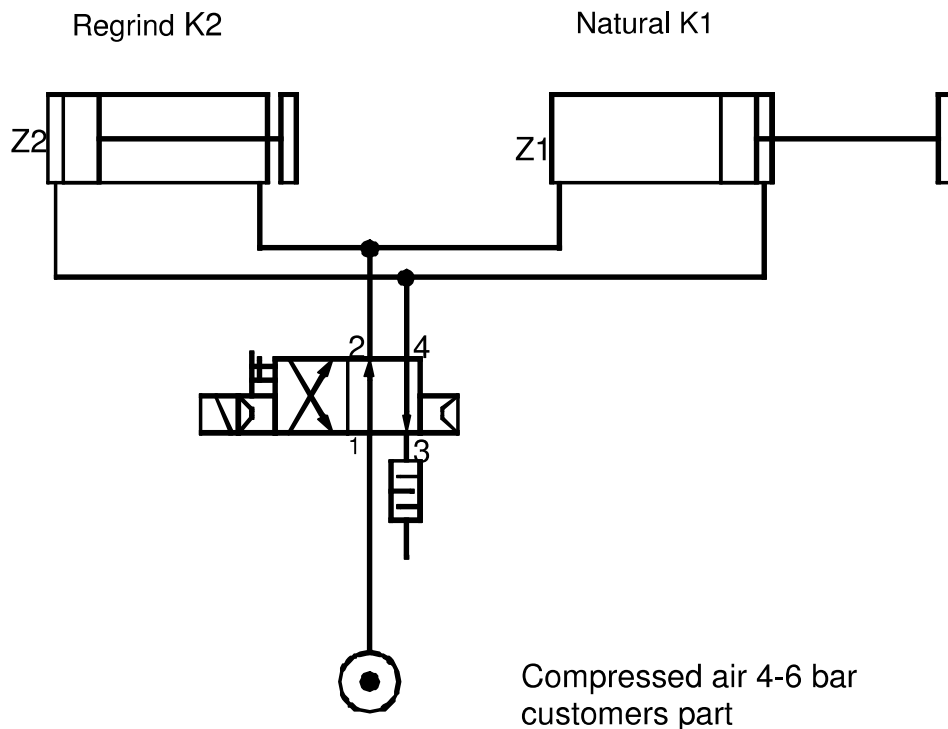 Regrind K2
Natural K1
Z2
Z1
2
4
1
3
Compressed air 4-6 bar
customers part